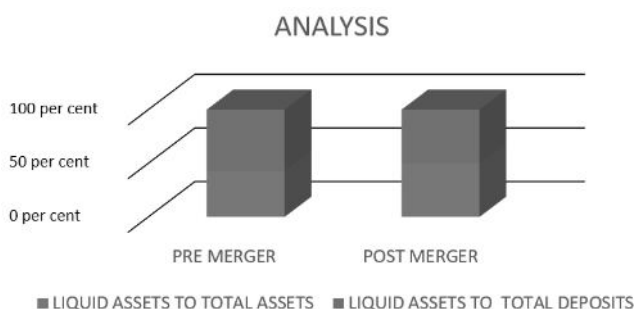 ANALYSIS
100 per cent
50 per cent
0 per cent
PRE MERGER POST MERGER
LIQUID ASSETS TO TOTAL ASSETS LIQUID ASSETS TO TOTAL DEPOSITS